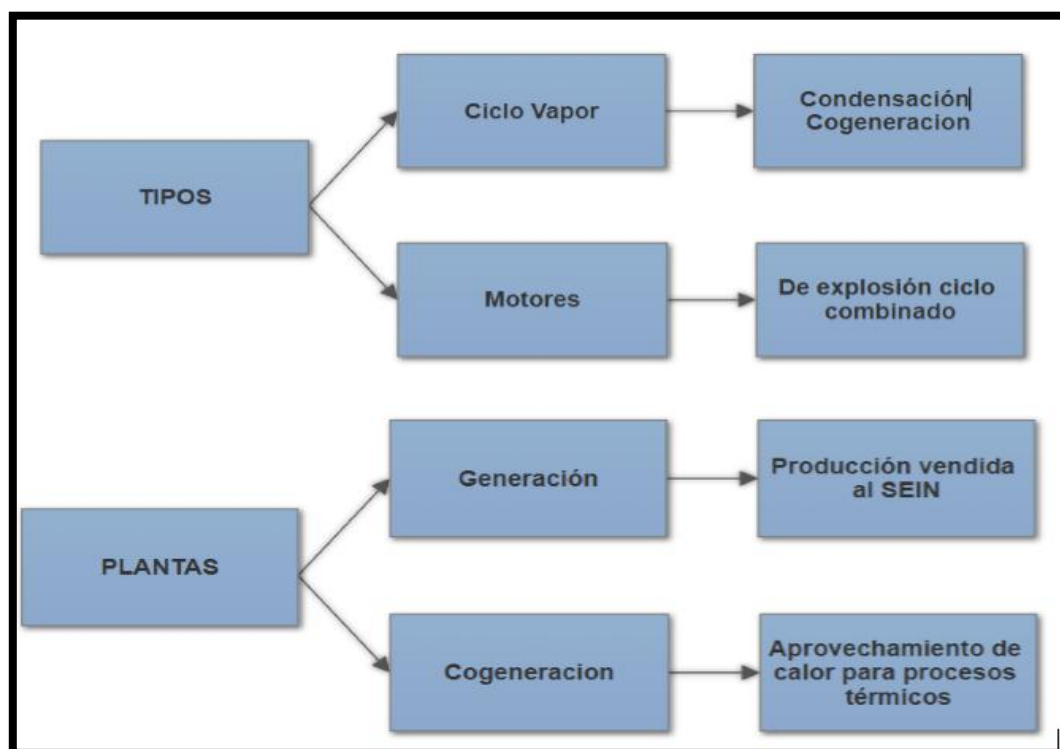 Ciclo Vapor
Condensación
Cogeneracion
TIPOS
Motores
De explosión ciclo
combinado
Generación
Producción vendida
al SEIN
PLANTAS
Cogeneracion
Aprovechamiento de
calor para procesos
térmicos